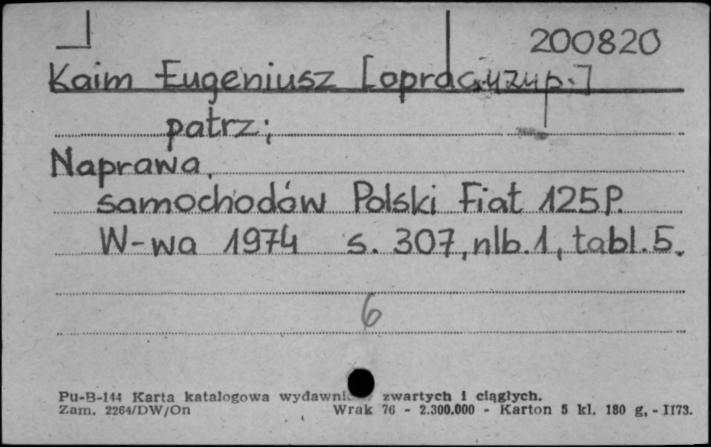 200820
Kaim Eugeniusz [oprac. uzup.]
patrz;
Naprawa
samochodów Polski Fiat 125P.
W-wa 1974 s. 307, nlb. 1, tabl. 5.
6
Pu-B-144 Karta katalogowa zwartych i ciągłych.
Zam. 2264/DW/On Wrak 76 - 2.300.000 - Karton 5 kl. 180 g. - II73.